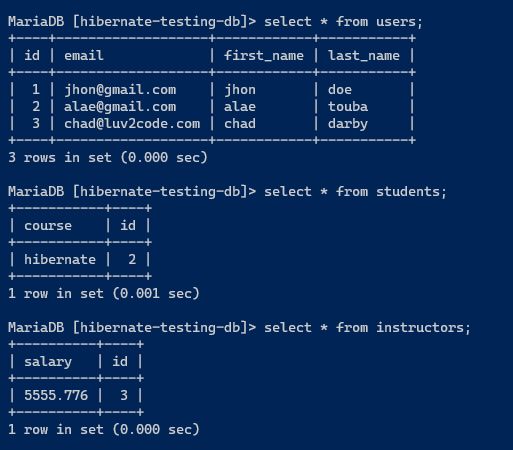 MariaDB [hibernate-testing-db]> select * from users;
+----+-------------------+------------+-----------+
| id | email             | first_name | last_name |
+----+-------------------+------------+-----------+
|  1 | jhon@gmail.com    | jhon       | doe       |
|  2 | alae@gmail.com    | alae       | touba     |
|  3 | chad@luv2code.com | chad       | darby     |
+----+-------------------+------------+-----------+
3 rows in set (0.000 sec)
MariaDB [hibernate-testing-db]> select * from students;
+-----------+----+
| course    | id |
+-----------+----+
| hibernate |  2 |
+-----------+----+
1 row in set (0.001 sec)
MariaDB [hibernate-testing-db]> select * from instructors;
+----------+----+
| salary   | id |
+----------+----+
| 5555.776 |  3 |
+----------+----+
1 row in set (0.000 sec)